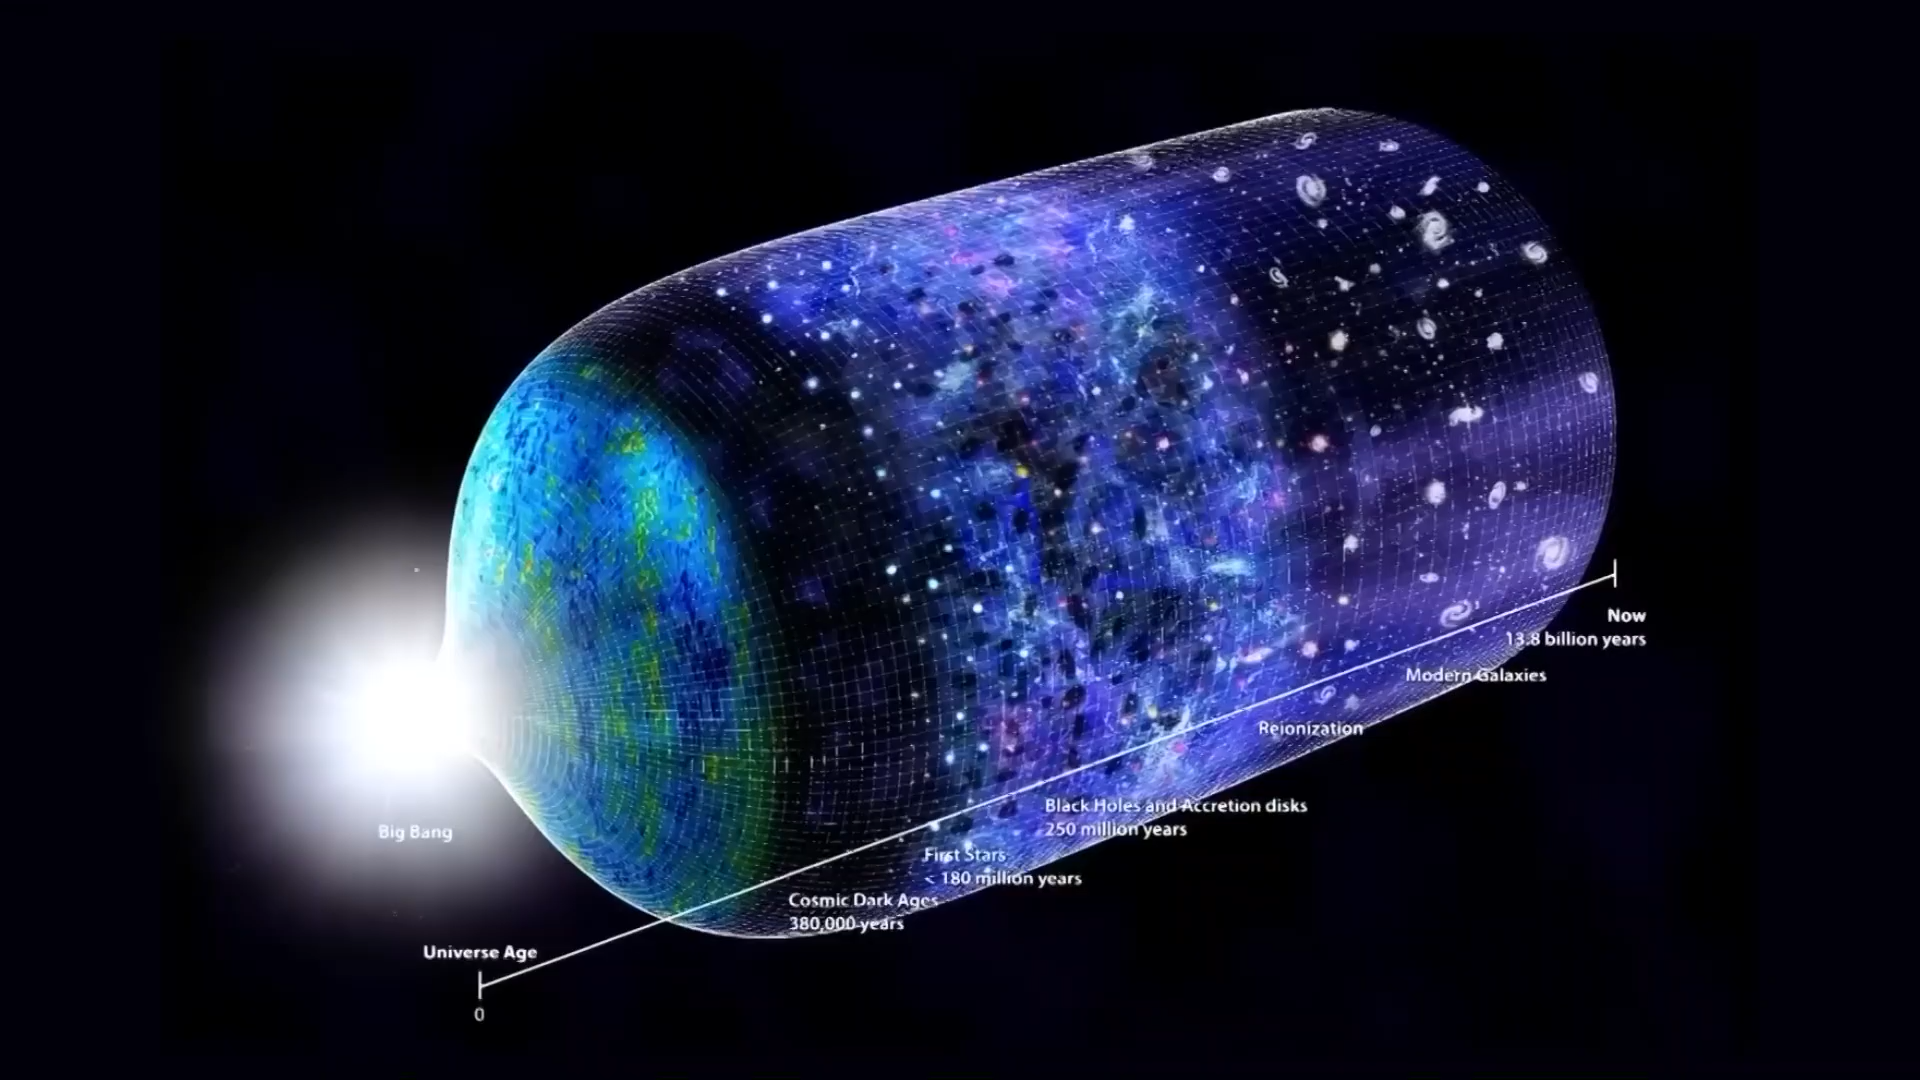 Big Bang
Universe Age
0
Cosmic Dark Ages
380,000 years
First Stars
< 180 million years
Black Holes and Accretion disks
250 million years
Reionization
Modern Galaxies
Now
13.8 billion years